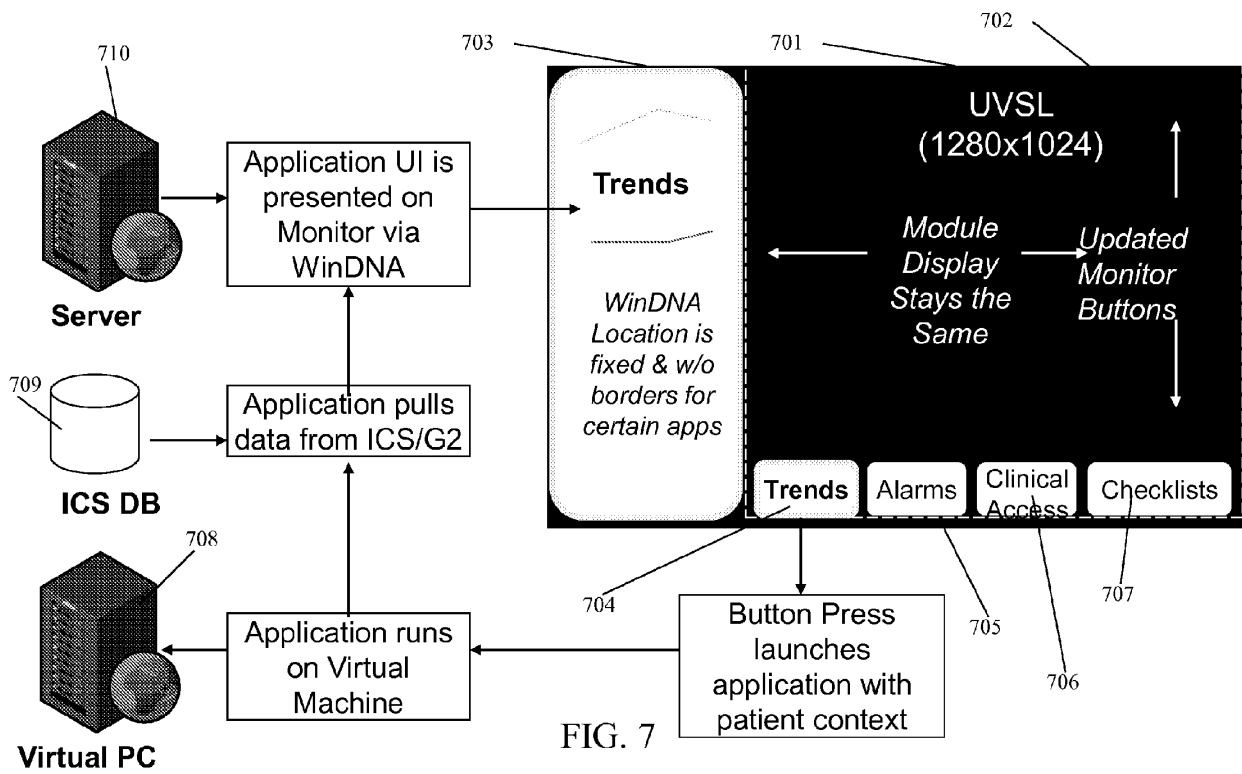 710
703
701
702
UVSL
(1280x1024)
Application UI is
presented on
Monitor via
WinDNA
Trends
Module
Display
Stays the
Same
Updated
Monitor
Buttons
Server
WinDNA
Location is
fixed & w/o
borders for
certain apps
709
Application pulls
data from ICS/G2
ICS DB
Trends
Alarms
Clinical
Access
Checklists
708
704
705
706
707
Application runs
on Virtual
Machine
Button Press
launches
application with
patient context
Virtual PC
FIG. 7